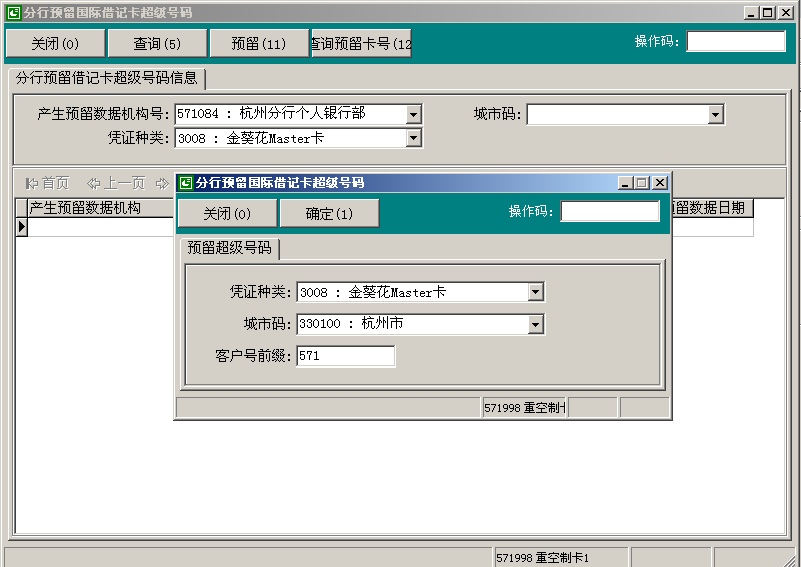 分行预留国际借记卡超级号码
关闭(0) 查询(5) 预留(11) 查询预留卡号(12 操作码:
分行预留借记卡超级号码信息
产生预留数据机构号: 571084 : 杭州分行个人银行部 城市码:
凭证种类: 3008 : 金葵花Master卡
首页 上一页
产生预留数据机构 留数据日期
分行预留国际借记卡超级号码
关闭(0) 确定(1) 操作码:
预留超级号码
凭证种类: 3008 : 金葵花Master卡
城市码: 330100 : 杭州市
客户号前缀: 571
571998 重空制
571998 重空制卡1